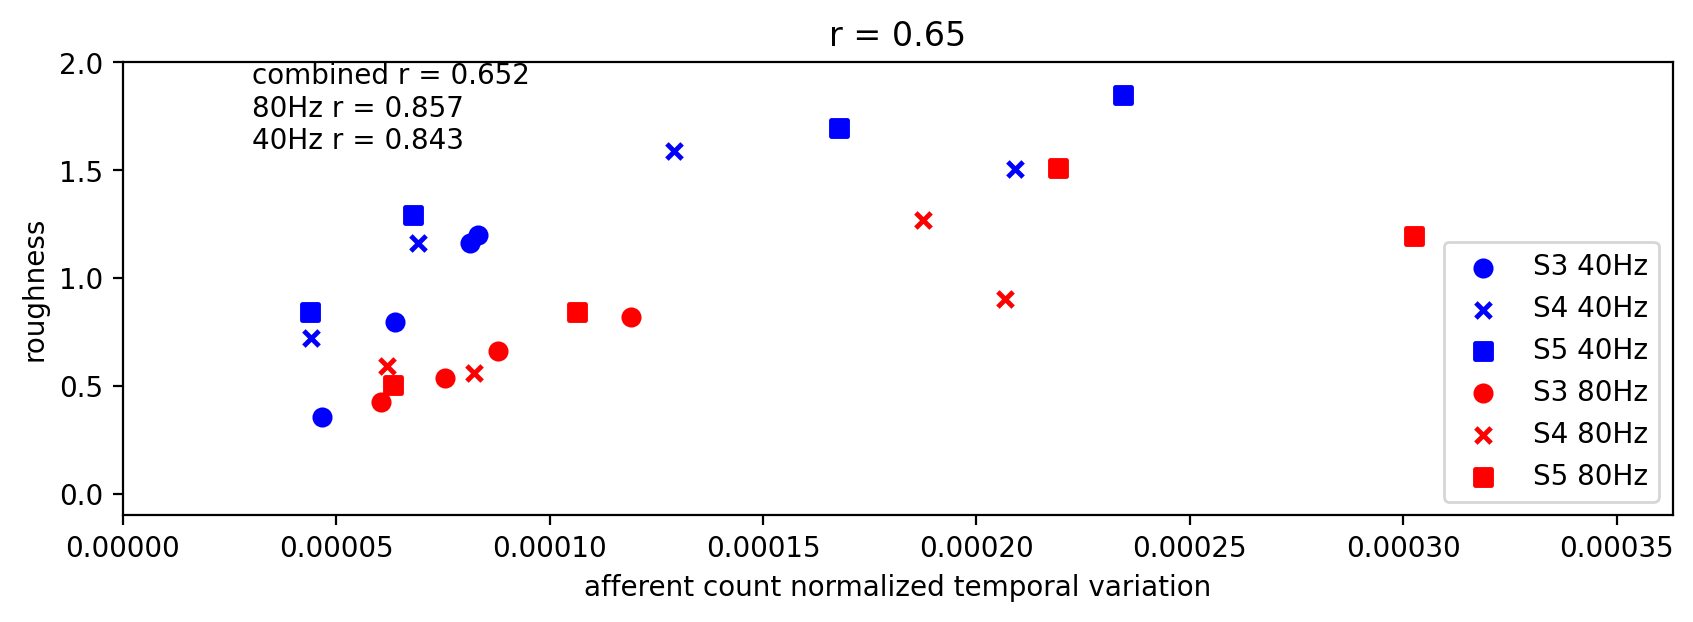 r = 0.65
combined r = 0.652
80Hz r = 0.857
40Hz r = 0.843
2.0
1.5
1.0
0.5
0.0
roughness
S3 40Hz
S4 40Hz
S5 40Hz
S3 80Hz
S4 80Hz
S5 80Hz
0.00000 0.00005 0.00010 0.00015 0.00020 0.00025 0.00030 0.00035
afferent count normalized temporal variation